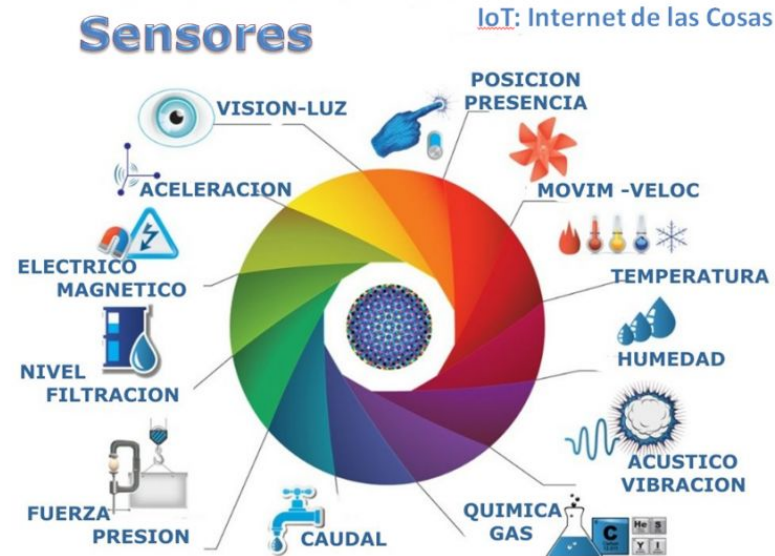 Sensores
IoT: Internet de las Cosas
VISION-LUZ
POSICION
PRESENCIA
ACELERACION
MOVIM -VELOC
ELECTRICO
MAGNETICO
TEMPERATURA
NIVEL
FILTRACION
HUMEDAD
ACUSTICO
VIBRACION
FUERZA
PRESION
CAUDAL
QUIMICA
GAS
C
He
S
Y
I